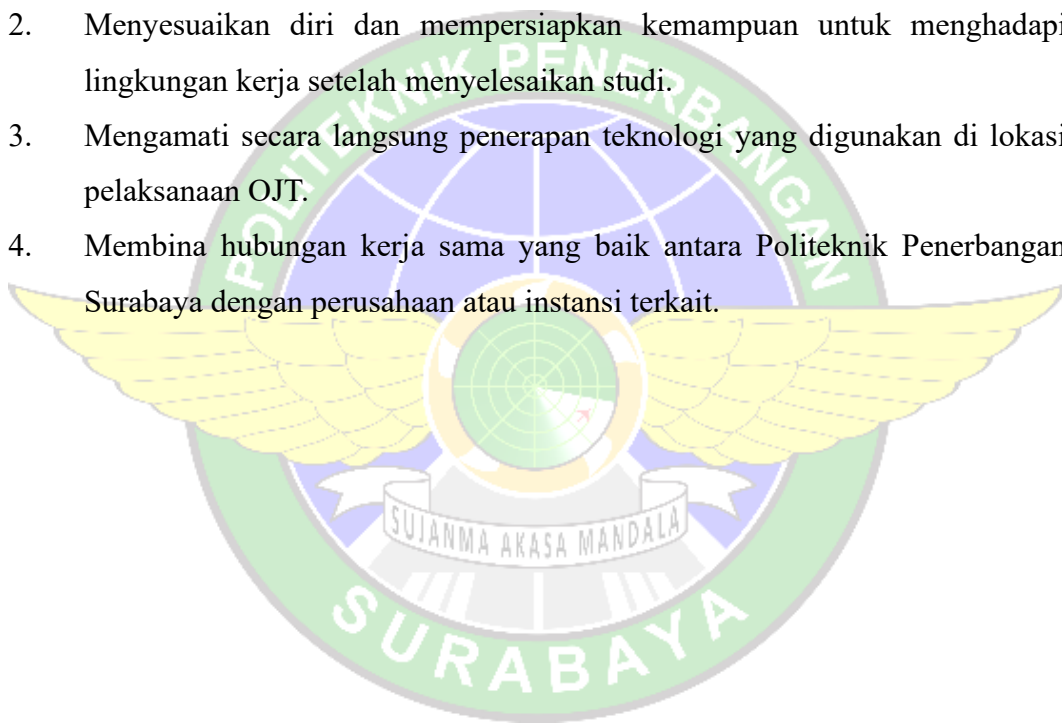 2. Menyesuaikan diri dan mempersiapkan kemampuan untuk menghadapi
lingkungan kerja setelah menyelesaikan studi.
3. Mengamati secara langsung penerapan teknologi yang digunakan di lokasi
pelaksanaan OJT.
4. Membina hubungan kerja sama yang baik antara Politeknik Penerbangan
Surabaya dengan perusahaan atau instansi terkait.
POLITEKNIK PENERBANGAN
SUJANMA AKASA MANDALA
SURABAYA